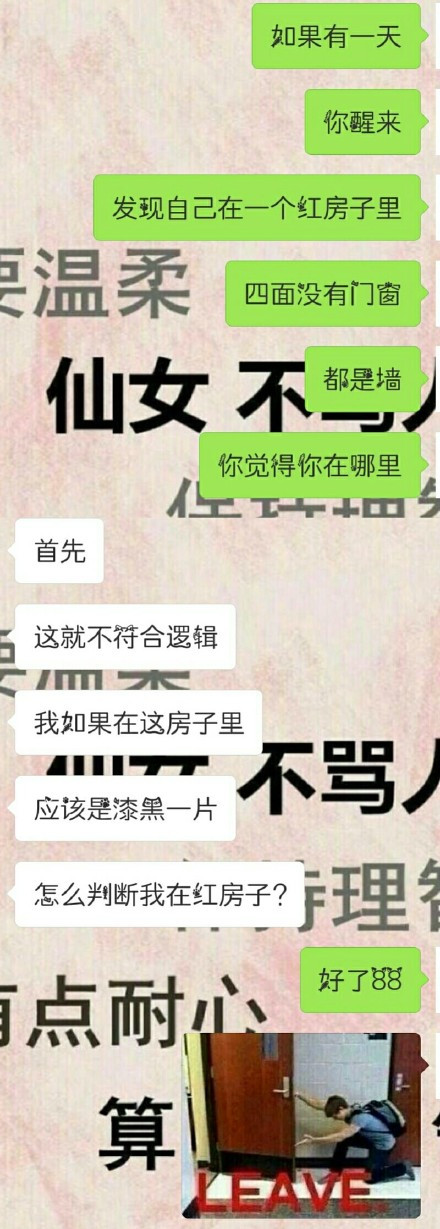 如果有一天
你醒来
发现自己在一个红房子里
要温柔
四面没有门窗
仙女 不骂人
都是墙
你觉得你在哪里
首先
这就不符合逻辑
要温柔
我如果在这房子里
仙女 不骂人
应该是漆黑一片
怎么判断我在红房子?
保持理智
好了88
有点耐心
算
LEAVE.